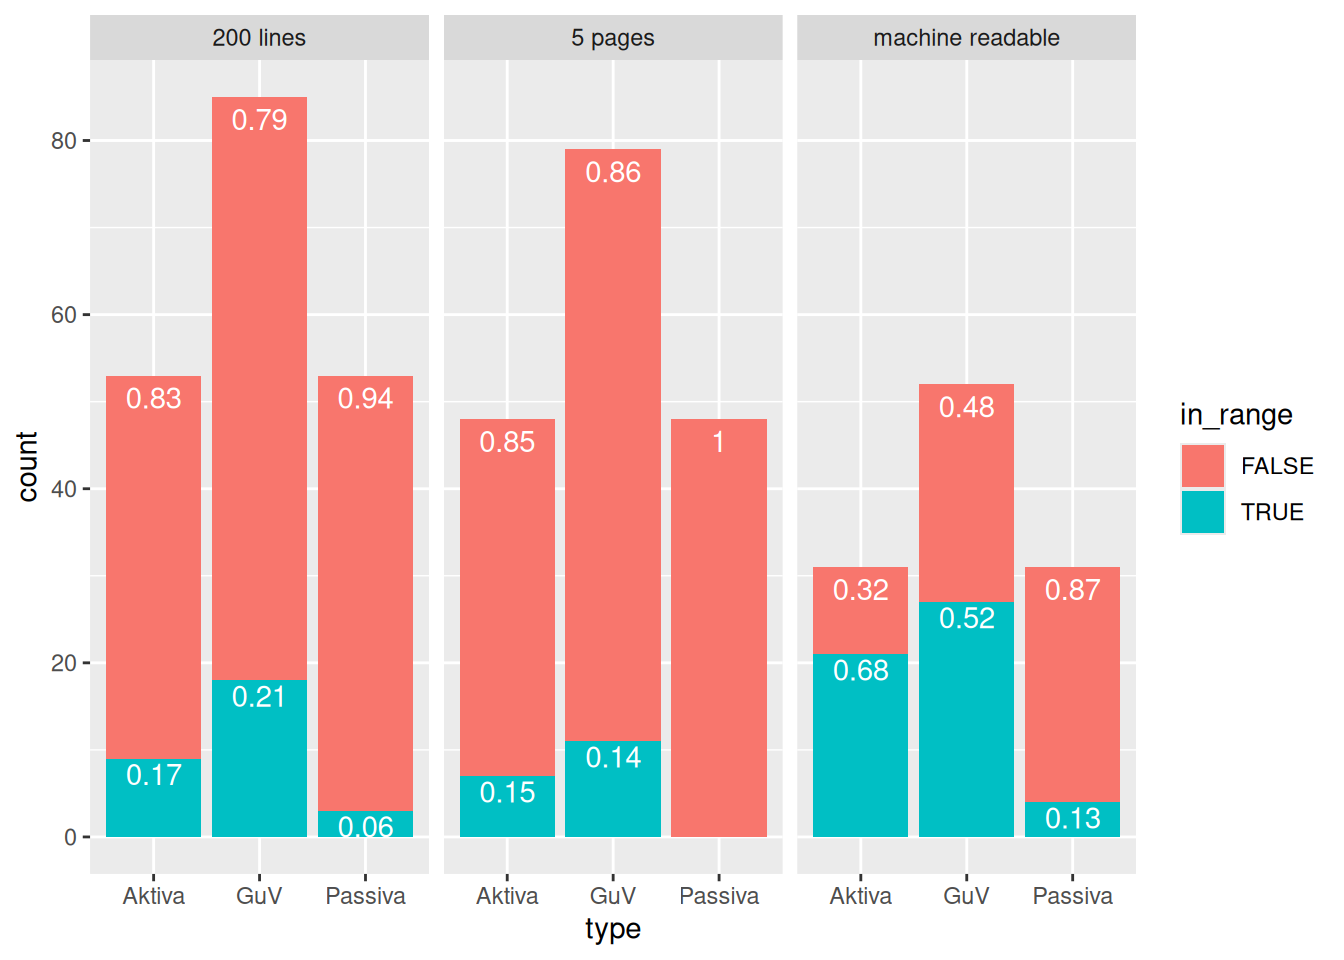 200 lines
5 pages
machine readable
count
80
60
40
20
0
0.79
0.83
0.94
0.21
0.17
0.06
0.86
0.85
1
0.14
0.15
0.48
0.32
0.87
0.52
0.68
0.13
Aktiva
GuV
Passiva
Aktiva
GuV
Passiva
Aktiva
GuV
Passiva
type
in_range
FALSE
TRUE